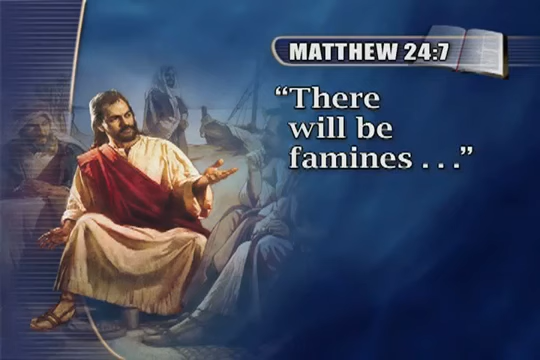 MATTHEW 24:7
“There
will be
famines . . .”